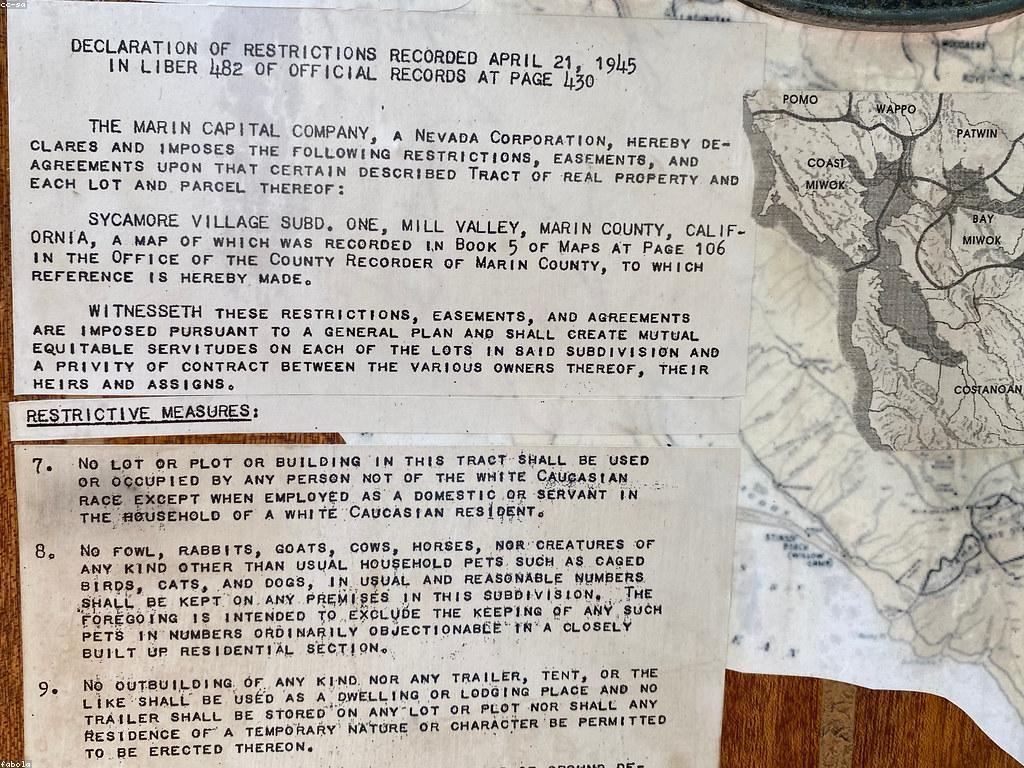 cc-sa
DECLARATION OF RESTRICTIONS RECORDED APRIL 21, 1945
IN LIBER 482 OF OFFICIAL RECORDS AT PAGE 430
THE MARIN CAPITAL COMPANY, A NEVADA CORPORATION, HEREBY DE-
CLARES AND IMPOSES THE FOLLOWING RESTRICTIONS, EASEMENTS, AND
AGREEMENTS UPON THAT CERTAIN DESCRIBED TRACT OF REAL PROPERTY AND
EACH LOT AND PARCEL THEREOF:
SYCAMORE VILLAGE SUBD. ONE, MILL VALLEY, MARIN COUNTY, CALIF-
ORNIA, A MAP OF WHICH WAS RECORDED IN BOOK 5 OF MAPS AT PAGE 106
IN THE OFFICE OF THE COUNTY RECORDER OF MARIN COUNTY, TO WHICH
REFERENCE IS HEREBY MADE.
WITNESSETH THESE RESTRICTIONS, EASEMENTS, AND AGREEMENTS
ARE IMPOSED PURSUANT TO A GENERAL PLAN AND SHALL CREATE MUTUAL
EQUITABLE SERVITUDES ON EACH OF THE LOTS IN SAID SUBDIVISION AND
A PRIVITY OF CONTRACT BETWEEN THE VARIOUS OWNERS THEREOF, THEIR
HEIRS AND ASSIGNS.
RESTRICTIVE MEASURES:
7. NO LOT OR PLOT OR BUILDING IN THIS TRACT SHALL BE USED
OR OCCUPIED BY ANY PERSON NOT OF THE WHITE CAUCASIAN
RACE EXCEPT WHEN EMPLOYED AS A DOMESTIC OR SERVANT IN
THE HOUSEHOLD OF A WHITE CAUCASIAN RESIDENT.
8. NO FOWL, RABBITS, GOATS, COWS, HORSES, NOR CREATURES OF
ANY KIND OTHER THAN USUAL HOUSEHOLD PETS SUCH AS CAGED
BIRDS, CATS, AND DOGS, IN USUAL AND REASONABLE NUMBERS
SHALL BE KEPT ON ANY PREMISES IN THIS SUBDIVISION. THE
FOREGOING IS INTENDED TO EXCLUDE THE KEEPING OF ANY SUCH
PETS IN NUMBERS ORDINARILY OBJECTIONABLE IN A CLOSELY
BUILT UP RESIDENTIAL SECTION.
9. NO OUTBUILDING OF ANY KIND NOR ANY TRAILER, TENT, OR THE
LIKE SHALL BE USED AS A DWELLING OR LODGING PLACE AND NO
TRAILER SHALL BE STORED ON ANY LOT OR PLOT NOR SHALL ANY
RESIDENCE OF A TEMPORARY NATURE OR CHARACTER BE PERMITTED
TO BE ERECTED THEREON.
POMO
WAPPO
PATWIN
COAST
MIWOK
BAY
MIWOK
COSTANOAN
fabola